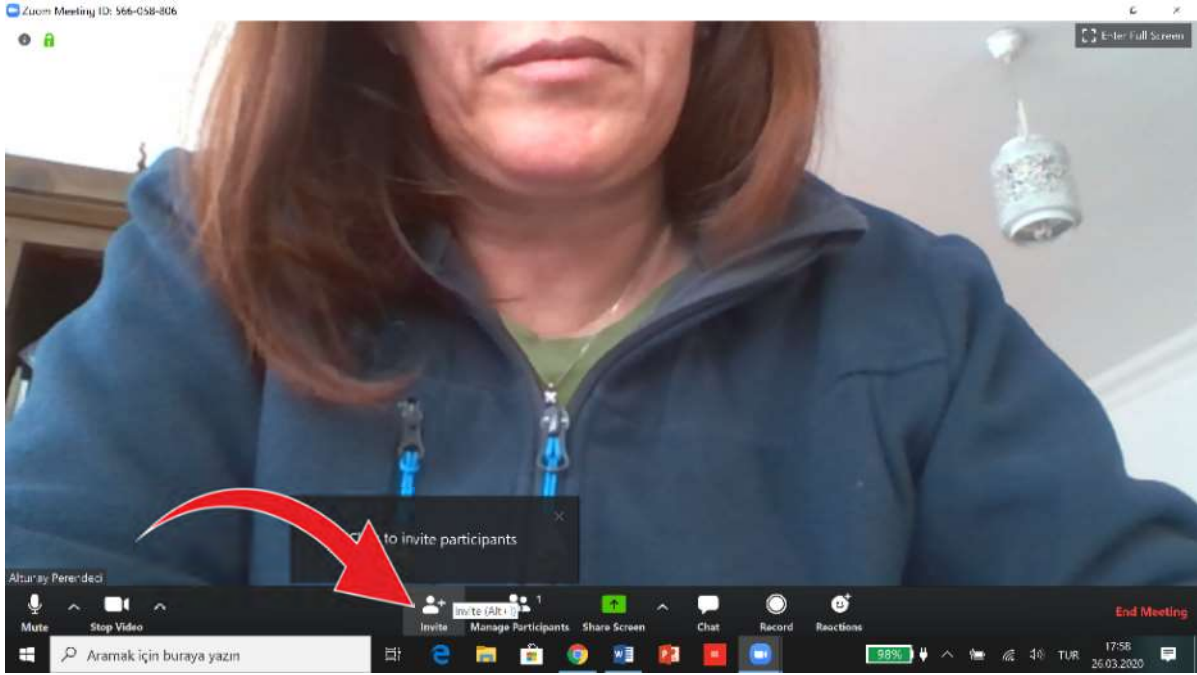 Zoom Meeting ID: 566-058-806
Enter Full Screen
to invite participants
Altunay Perendeci
Invite (Alt+I)
1
Mute
Stop Video
Invite
Manage Participants
Share Screen
Chat
Record
Reactions
End Meeting
Aramak için buraya yazın
98%
TUR
17:58
26.03.2020